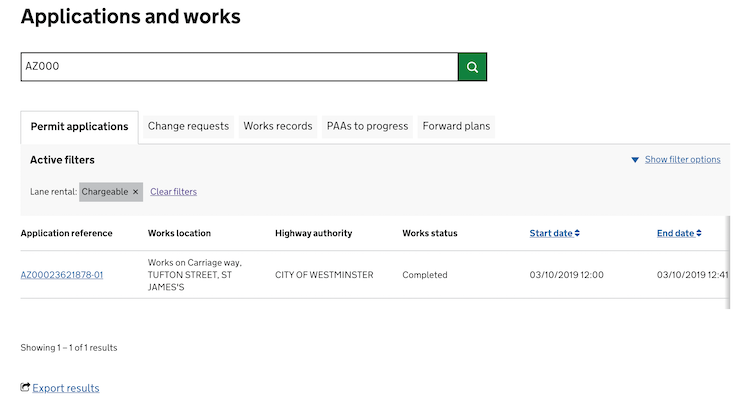 Applications and works
AZ000
Permit applications
Change requests
Works records
PAAs to progress
Forward plans
Active filters
Show filter options
Lane rental: Chargeable × Clear filters
Application reference
Works location
Highway authority
Works status
Start date
End date
AZ00023621878-01
Works on Carriage way,
TUFTON STREET, ST
JAMES'S
CITY OF WESTMINSTER
Completed
03/10/2019 12:00
03/10/2019 12:41
Showing 1 – 1 of 1 results
Export results